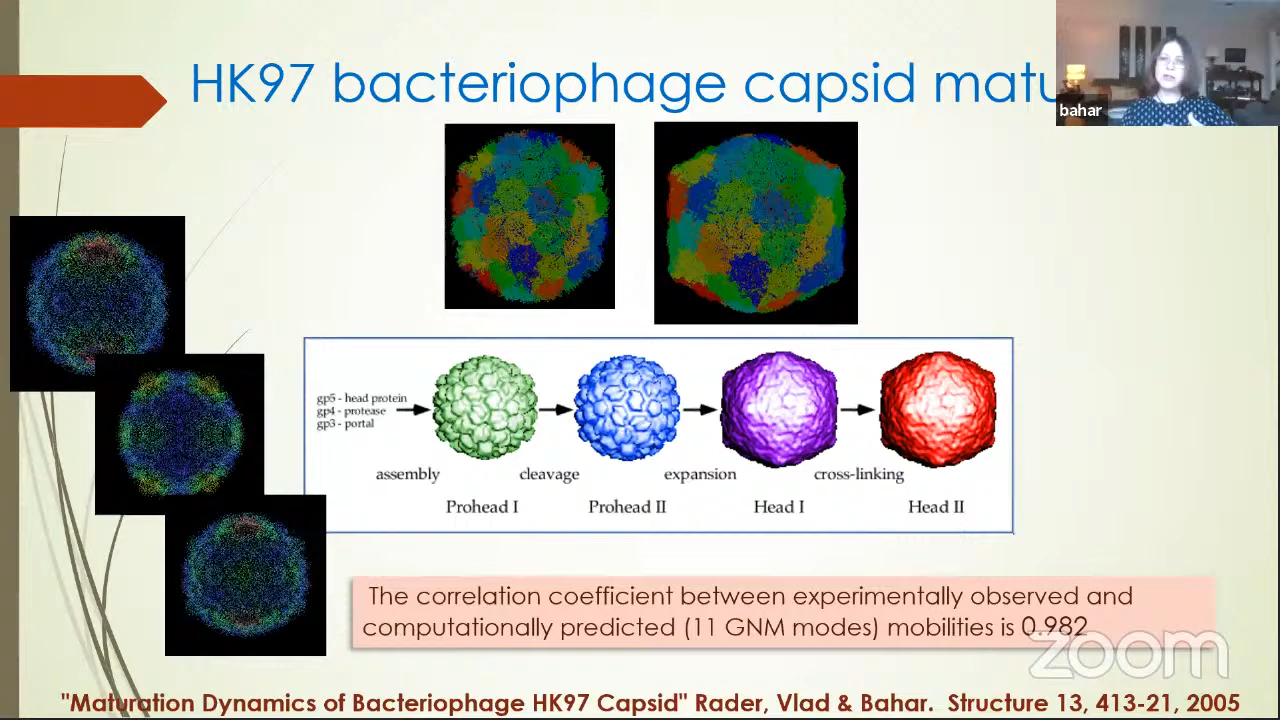 HK97 bacteriophage capsid matu
bahar
gp5 - head protein
gp4 - protease
gp3 - portal
assembly
cleavage
expansion
cross-linking
Prohead I
Prohead II
Head I
Head II
The correlation coefficient between experimentally observed and
computationally predicted (11 GNM modes) mobilities is 0.982
zoom
"Maturation Dynamics of Bacteriophage HK97 Capsid" Rader, Vlad & Bahar. Structure 13, 413-21, 2005